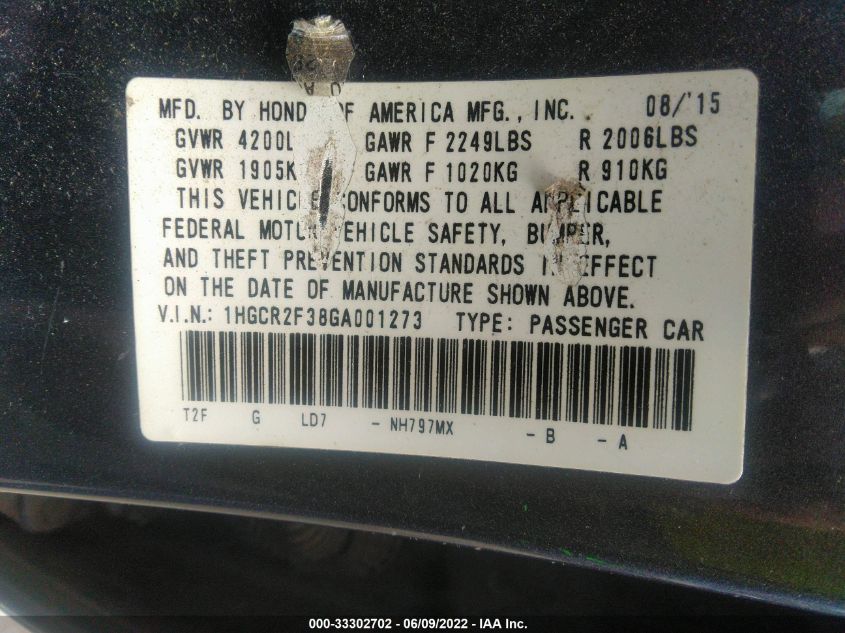 MFD. BY HOND OF AMERICA MFG., INC. 08/'15
GVWR 4200L GAWR F 2249LBS R 2006LBS
GVWR 1905K GAWR F 1020KG R 910KG
THIS VEHICLE CONFORMS TO ALL APPLICABLE
FEDERAL MOTOR VEHICLE SAFETY, BUMPER,
AND THEFT PREVENTION STANDARDS IN EFFECT
ON THE DATE OF MANUFACTURE SHOWN ABOVE.
V.I.N.: 1HGCR2F38GA001273 TYPE: PASSENGER CAR
T2F G LD7 - NH797MX - B - A
000-33302702 - 06/09/2022 - IAA Inc.